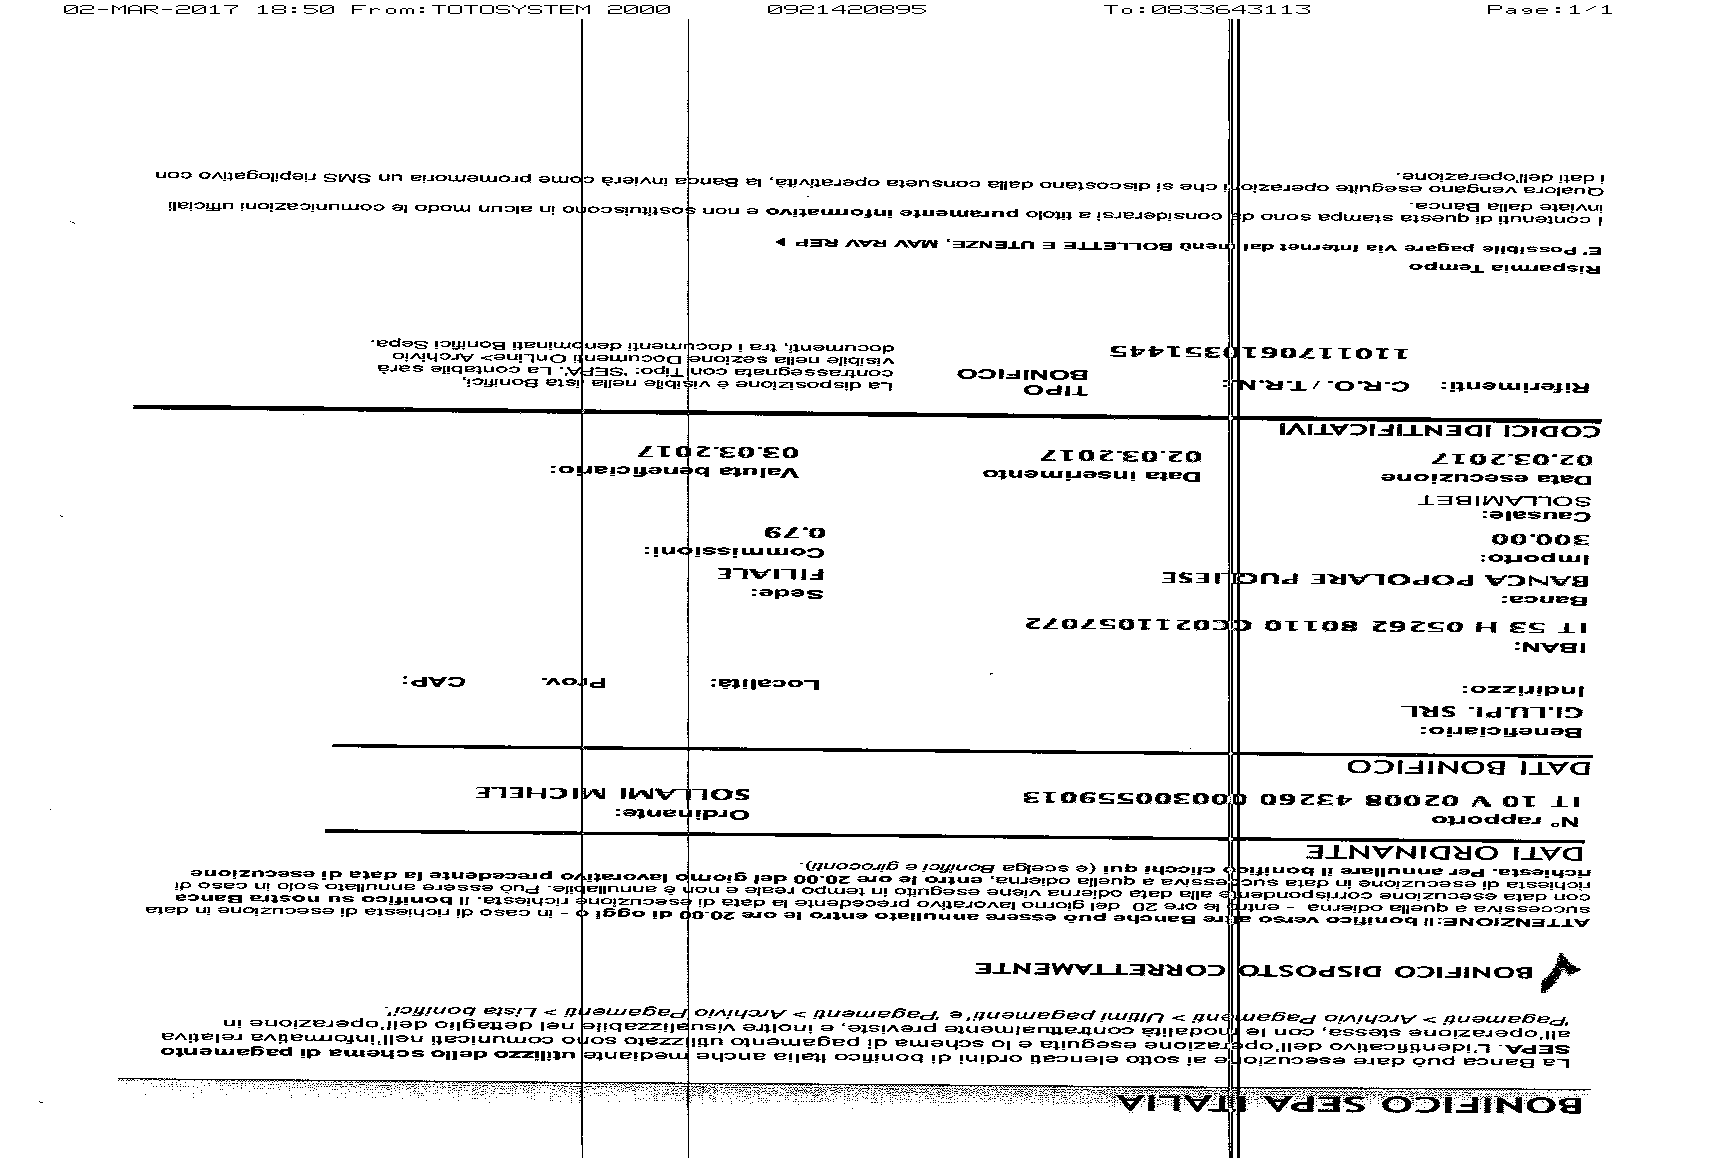 02-MAR-2017 18:50 From:TOTOSYSTEM 2000 0921420895 To:0833643113 Page:1/1
BONIFICO SEPA ITALIA
La Banca può dare esecuzione ai sotto elencati ordini di bonifico Italia anche mediante utilizzo dello schema di pagamento
SEPA. L'identificativo dell'operazione eseguita e lo schema di pagamento utilizzato sono comunicati nell'informativa relativa
all'operazione stessa, con le modalità contrattualmente previste, e inoltre visualizzabile nel dettaglio dell'operazione in
'Pagamenti > Archivio Pagamenti > Ultimi pagamenti' e 'Pagamenti > Archivio Pagamenti > Lista bonifici'.
BONIFICO DISPOSTO CORRETTAMENTE
ATTENZIONE:Il bonifico verso altre Banche può essere annullato entro le ore 20.00 di oggi o - in caso di richiesta di esecuzione in data
successiva a quella odierna - entro le ore 20 del giorno lavorativo precedente la data di esecuzione richiesta. Il bonifico su nostra Banca
con data esecuzione corrispondente alla data odierna viene eseguito in tempo reale e non è annullabile. Può essere annullato solo in caso di
richiesta di esecuzione in data successiva a quella odierna, entro le ore 20.00 del giorno lavorativo precedente la data di esecuzione
richiesta. Per annullare il bonifico clicchi qui (e scelga Bonifici e giroconti).
DATI ORDINANTE
N° rapporto Ordinante:
IT 10 V 02008 43260 000300559013 SOLLAMI MICHELE
DATI BONIFICO
Beneficiario:
GI.LU.PI. SRL
Indirizzo: Località: Prov. CAP:
IBAN:
IT 53 H 05262 80110 CC0211057072
Banca: Sede:
BANCA POPOLARE PUGLIESE FILIALE
Importo: Commissioni:
300.00 0.79
Causale:
SOLLAMIBET
Data esecuzione Data inserimento Valuta beneficiario:
02.03.2017 02.03.2017 03.03.2017
CODICI IDENTIFICATIVI
Riferimenti: C.R.O. / T.R.N.: TIPO BONIFICO
1101170610351445
La disposizione è visibile nella lista Bonifici,
contrassegnata con Tipo: 'SEPA'. La contabile sarà
visibile nella sezione Documenti OnLine> Archivio
documenti, tra i documenti denominati Bonifici Sepa.
Risparmia Tempo
E' Possibile pagare via Internet dal menù BOLLETTE E UTENZE, MAV RAV REP
I contenuti di questa stampa sono da considerarsi a titolo puramente informativo e non sostituiscono in alcun modo le comunicazioni ufficiali
inviate dalla Banca.
Qualora vengano eseguite operazioni che si discostano dalla consueta operatività, la Banca invierà come promemoria un SMS riepilogativo con
i dati dell'operazione.